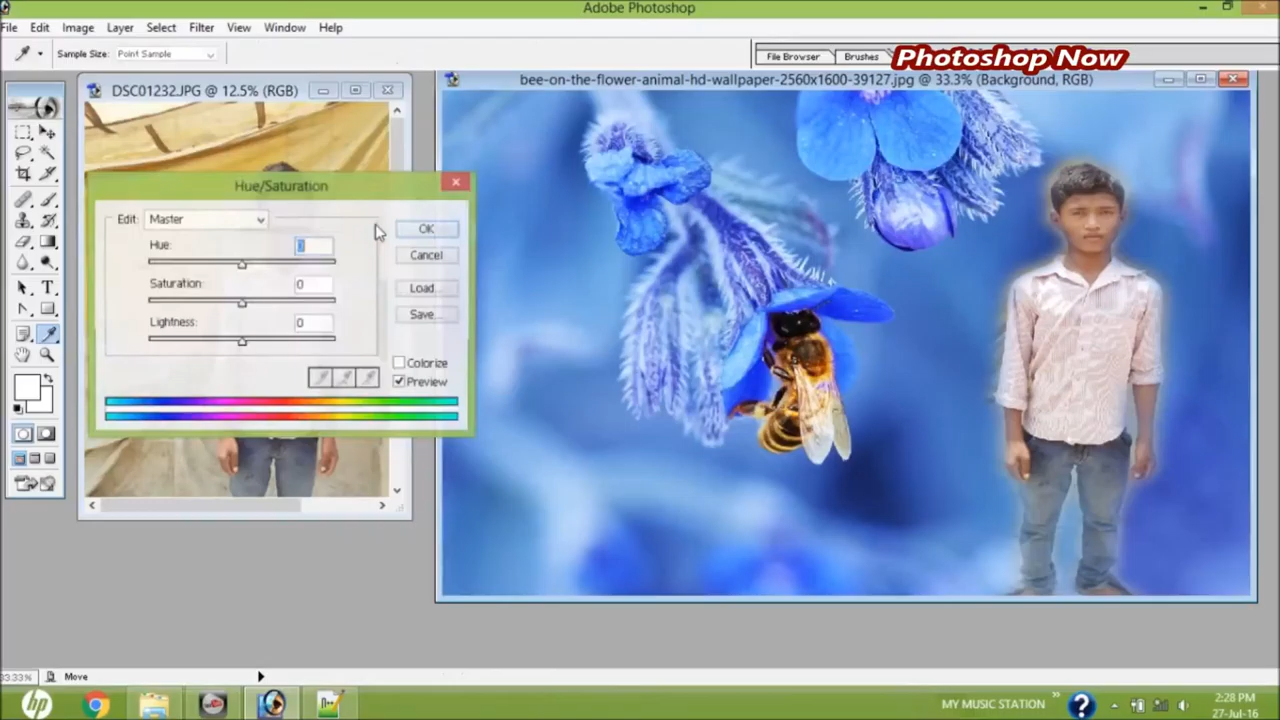 Adobe Photoshop
File Edit Image Layer Select Filter View Window Help
Sample Size: Point Sample
File Browser Brushes
Photoshop Now
DSC01232.JPG @ 12.5% (RGB)
bee-on-the-flower-animal-hd-wallpaper-2560x1600-39127.jpg @ 33.3% (Background, RGB)
Hue/Saturation
Edit: Master
OK
Hue: 0
Cancel
Saturation: 0
Load...
Save...
Lightness: 0
Colorize
Preview
33.33% Move
MY MUSIC STATION
2:28 PM
27-Jul-16